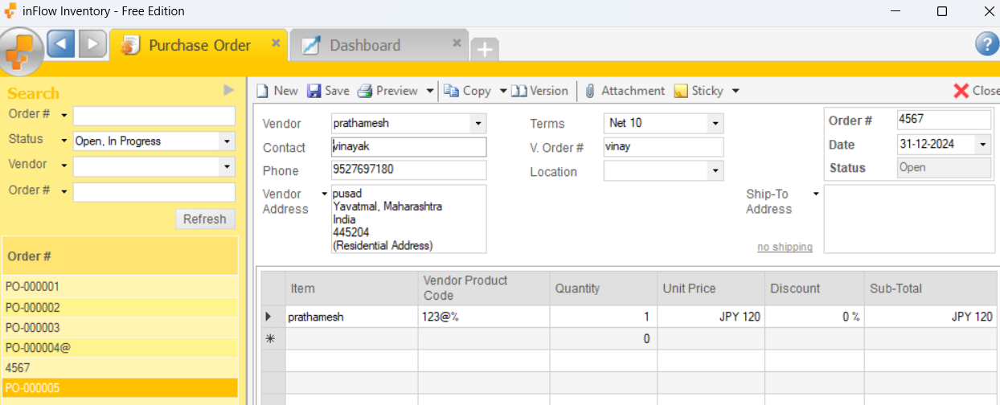 inFlow Inventory - Free Edition
Purchase Order
Dashboard
Search
Order #
Status Open, In Progress
Vendor
Order #
Refresh
Order #
PO-000001
PO-000002
PO-000003
PO-000004@
4567
PO-000005
New Save Preview Copy Version Attachment Sticky Close
Vendor prathamesh
Contact vinayak
Phone 9527697180
Vendor Address
pusad
Yavatmal, Maharashtra
India
445204
(Residential Address)
Terms Net 10
V. Order # vinay
Location
Order # 4567
Date 31-12-2024
Status Open
Ship-To
Address
no shipping
Item Vendor Product Code Quantity Unit Price Discount Sub-Total
prathamesh 123@% 1 JPY 120 0 % JPY 120
0